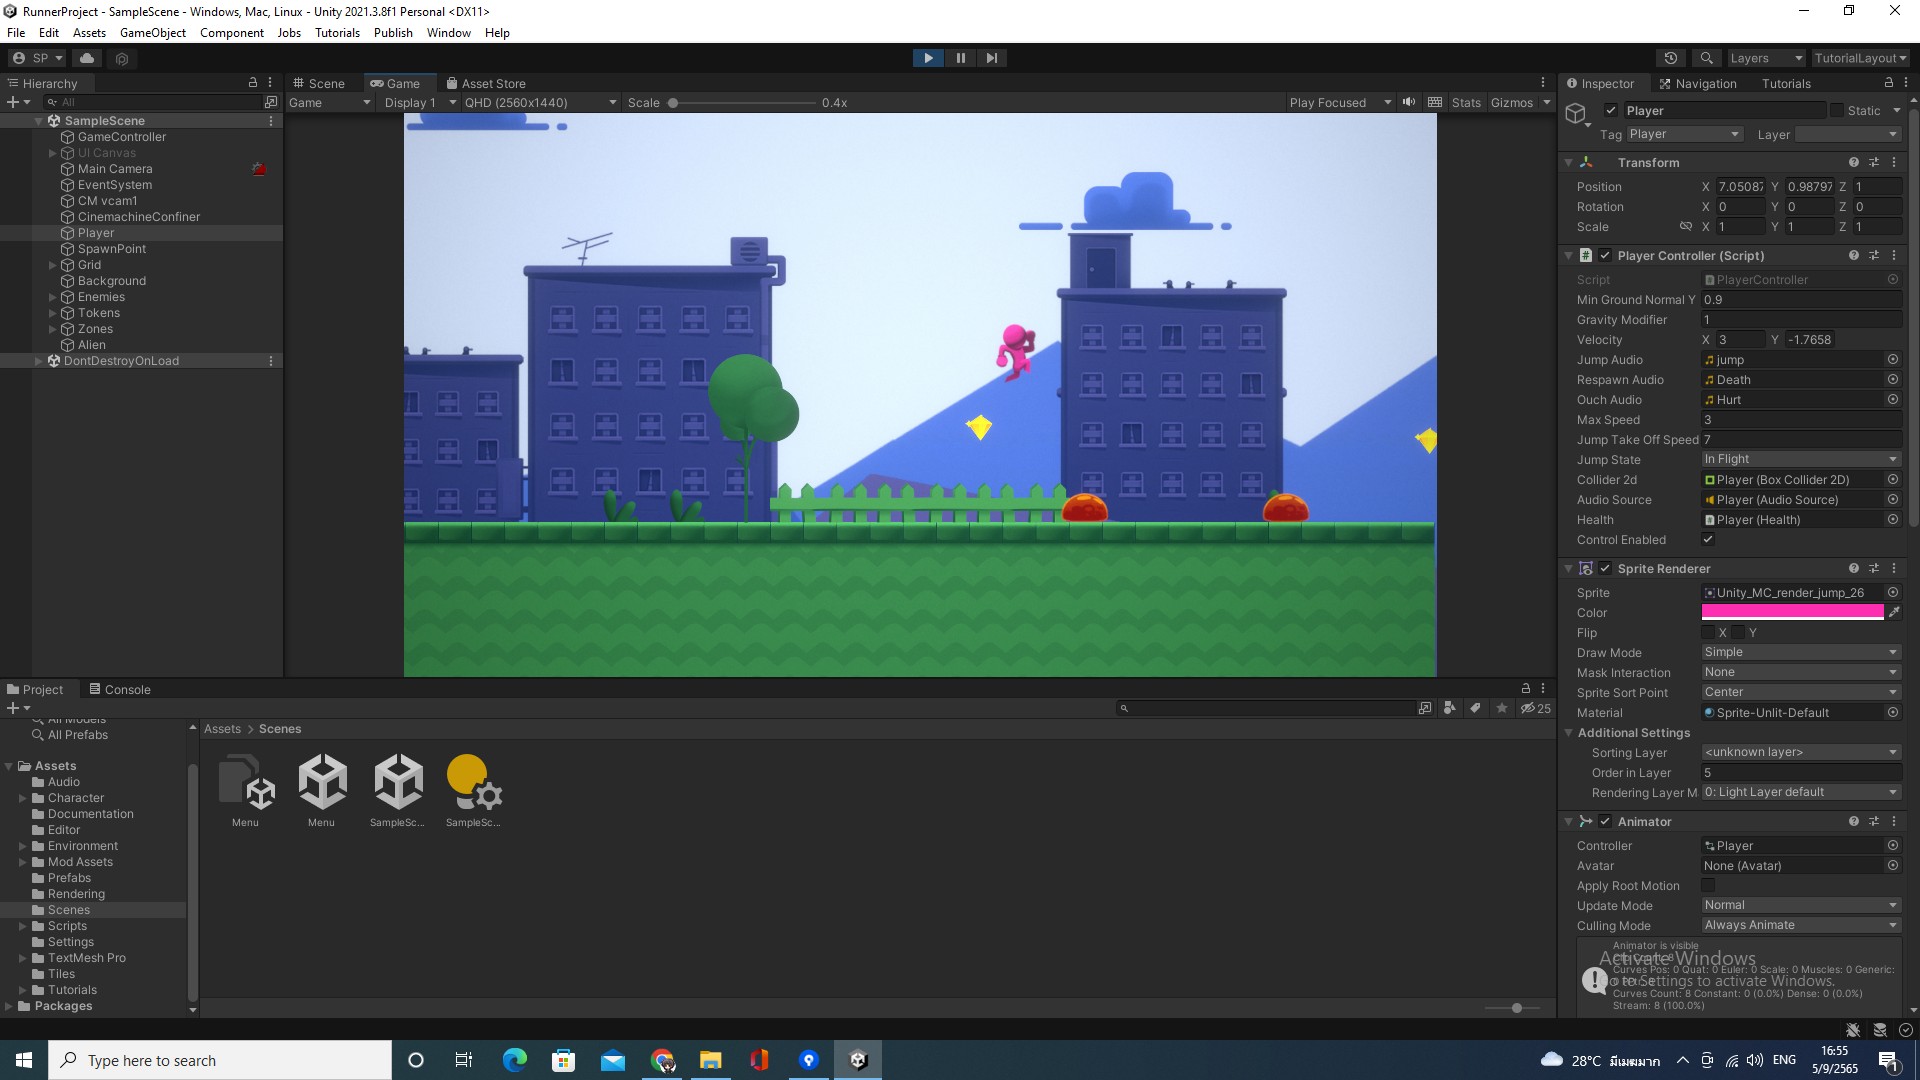 RunnerProject - SampleScene - Windows, Mac, Linux - Unity 2021.3.8f1 Personal <DX11>
File Edit Assets GameObject Component Jobs Tutorials Publish Window Help
SP Layers TutorialLayout
Hierarchy
All
SampleScene
GameController
UI Canvas
Main Camera
EventSystem
CM vcam1
CinemachineConfiner
Player
SpawnPoint
Grid
Background
Enemies
Tokens
Zones
Alien
DontDestroyOnLoad
Scene Game Asset Store
Game Display 1 QHD (2560x1440) Scale 0.4x Play Focused Stats Gizmos
Project Console
25
All Models
All Prefabs
Assets
Audio
Character
Documentation
Editor
Environment
Mod Assets
Prefabs
Rendering
Scenes
Scripts
Settings
TextMesh Pro
Tiles
Tutorials
Packages
Assets > Scenes
Menu Menu SampleSc... SampleSc...
Inspector Navigation Tutorials
Player Static
Tag Player Layer
Transform
Position X 7.05087 Y 0.98797 Z 1
Rotation X 0 Y 0 Z 0
Scale X 1 Y 1 Z 1
Player Controller (Script)
Script PlayerController
Min Ground Normal Y 0.9
Gravity Modifier 1
Velocity X 3 Y -1.7658
Jump Audio jump
Respawn Audio Death
Ouch Audio Hurt
Max Speed 3
Jump Take Off Speed 7
Jump State In Flight
Collider 2d Player (Box Collider 2D)
Audio Source Player (Audio Source)
Health Player (Health)
Control Enabled
Sprite Renderer
Sprite Unity_MC_render_jump_26
Color
Flip X Y
Draw Mode Simple
Mask Interaction None
Sprite Sort Point Center
Material Sprite-Unlit-Default
Additional Settings
Sorting Layer <unknown layer>
Order in Layer 5
Rendering Layer M 0: Light Layer default
Animator
Controller Player
Avatar None (Avatar)
Apply Root Motion
Update Mode Normal
Culling Mode Always Animate
Animator is visible
Activate Windows
Curves Pos: 0 Quat: 0 Euler: 0 Scale: 0 Muscles: 0 Generic:
Settings to activate Windows.
Curves Count: 8 Constant: 0 (0.0%) Dense: 0 (0.0%)
Stream: 8 (100.0%)
Type here to search
28°C มีเมฆมาก ENG
16:55
5/9/2565
1